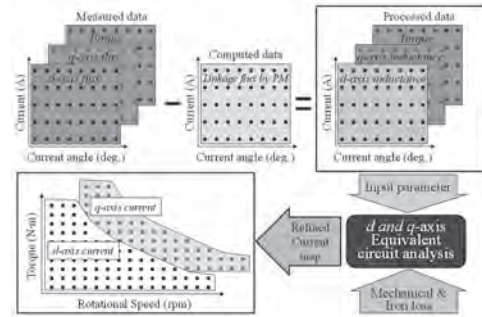 Measured data
Torque
q-axis flux
d-axis flux
Current (A)
Current angle (deg.)
Computed data
Linkage flux by PM
Current (A)
Current angle (deg.)
Processed data
Torque
q-axis inductance
d-axis inductance
Current (A)
Current angle (deg.)
Input parameter
d and q-axis
Equivalent
circuit analysis
Mechanical &
Iron loss
Refined
Current
map
q-axis current
d-axis current
Torque (N·m)
Rotational Speed (rpm)